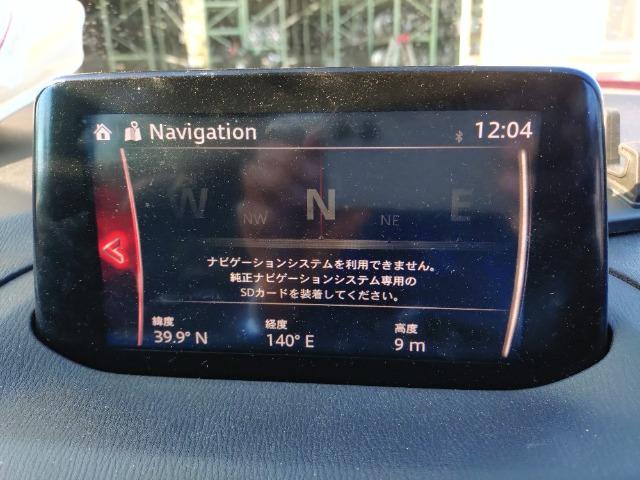 Navigation 12:04
W NW N NE E
ナビゲーションシステムを利用できません。
純正ナビゲーションシステム専用の
SDカードを装着してください。
緯度 経度 高度
39.9° N 140° E 9 m